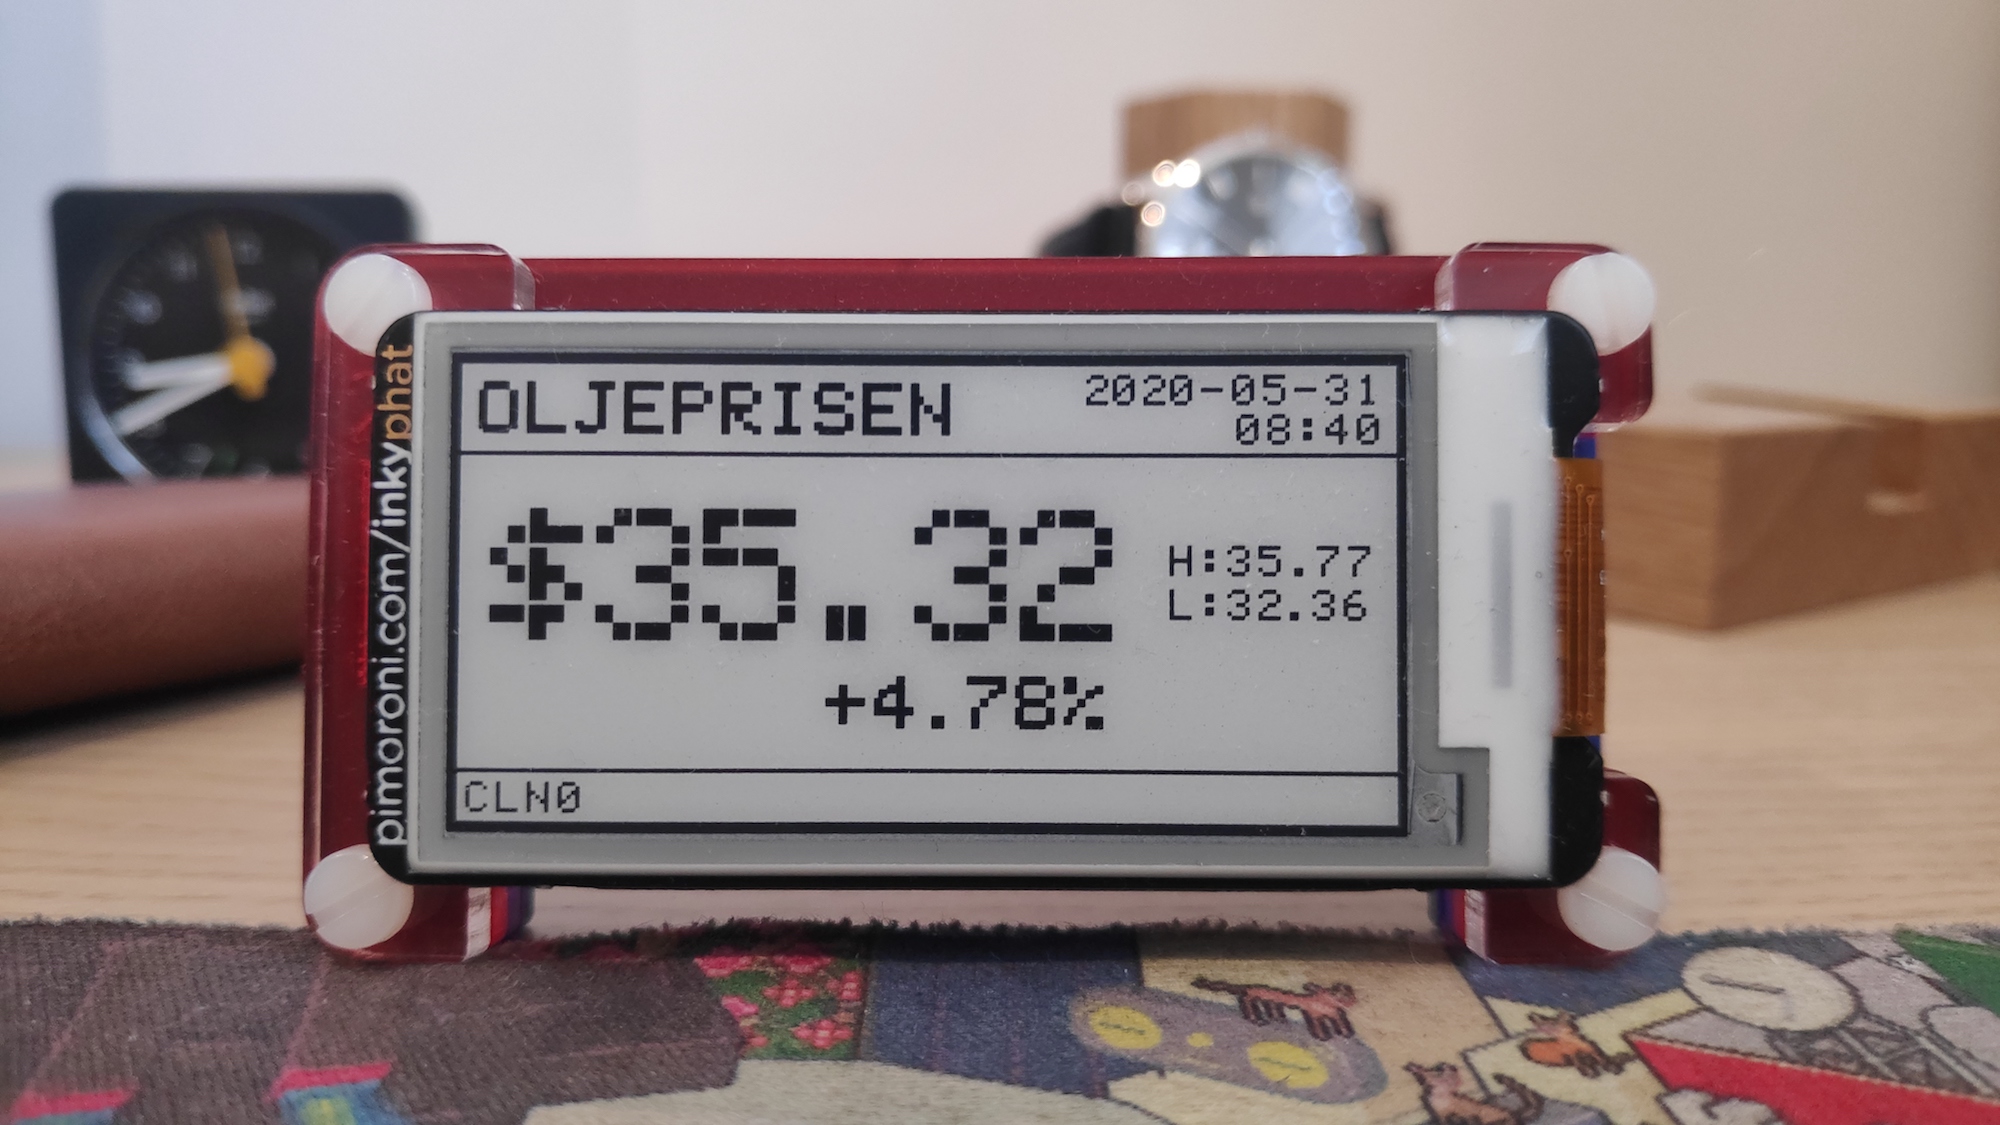 OLJEPRISEN
2020-05-31
08:40
$35.32
H:35.77
L:32.36
+4.78%
CLN0
pimoroni.com/inkyphat